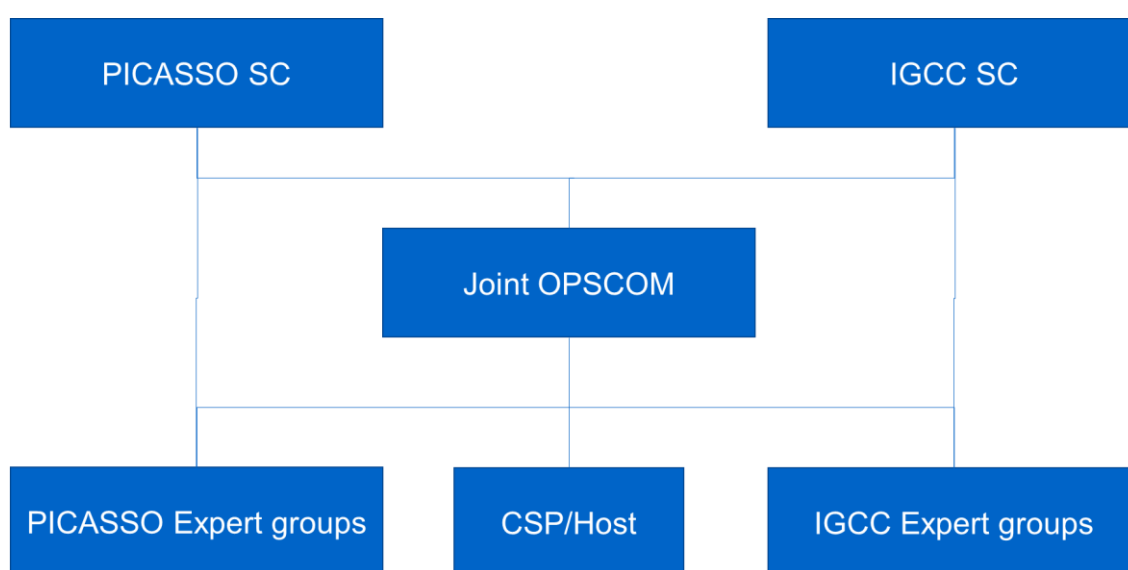 PICASSO SC
IGCC SC
Joint OPSCOM
PICASSO Expert groups
CSP/Host
IGCC Expert groups